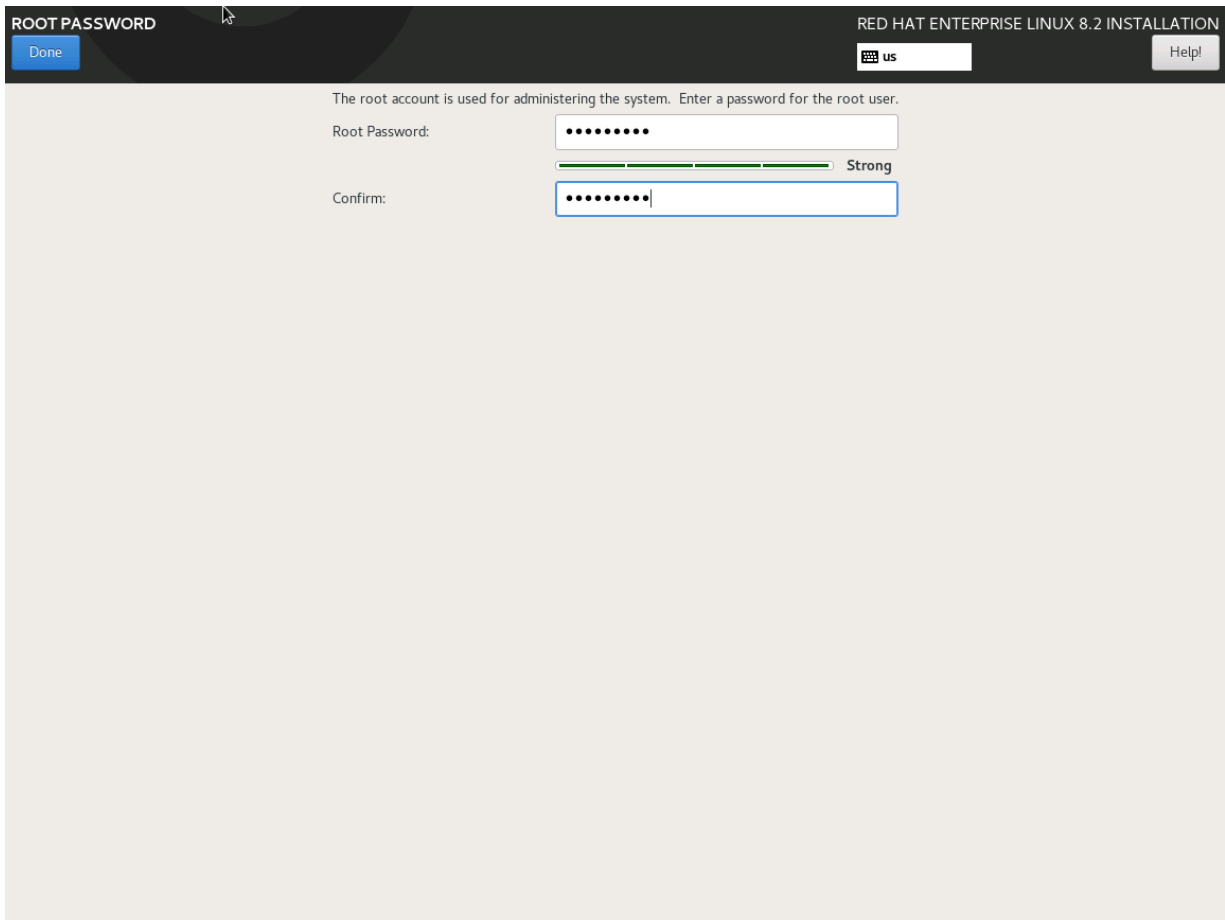 ROOT PASSWORD
RED HAT ENTERPRISE LINUX 8.2 INSTALLATION
Done
us
Help!
The root account is used for administering the system.  Enter a password for the root user.
Root Password:
•••••••••
Strong
Confirm:
•••••••••